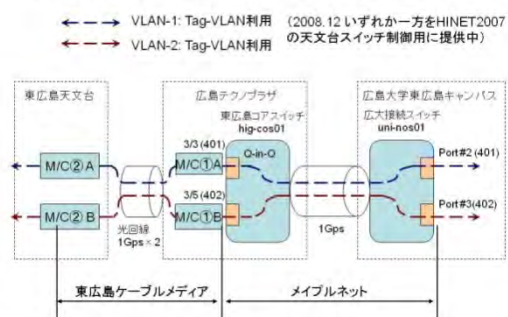 VLAN-1: Tag-VLAN利用 (2008.12 いずれか一方をHINET2007
VLAN-2: Tag-VLAN利用 の天文台スイッチ制御用に提供中)
東広島天文台
広島テクノプラザ
広島大学東広島キャンパス
東広島コアスイッチ
hig-cos01
広大接続スイッチ
uni-nos01
3/3(401)
Q-in-Q
M/C② A
M/C①A
Port#2(401)
3/5(402)
M/C② B
M/C①B
Port#3(402)
光回線
1Gbps×2
1Gbps
東広島ケーブルメディア
メイプルネット